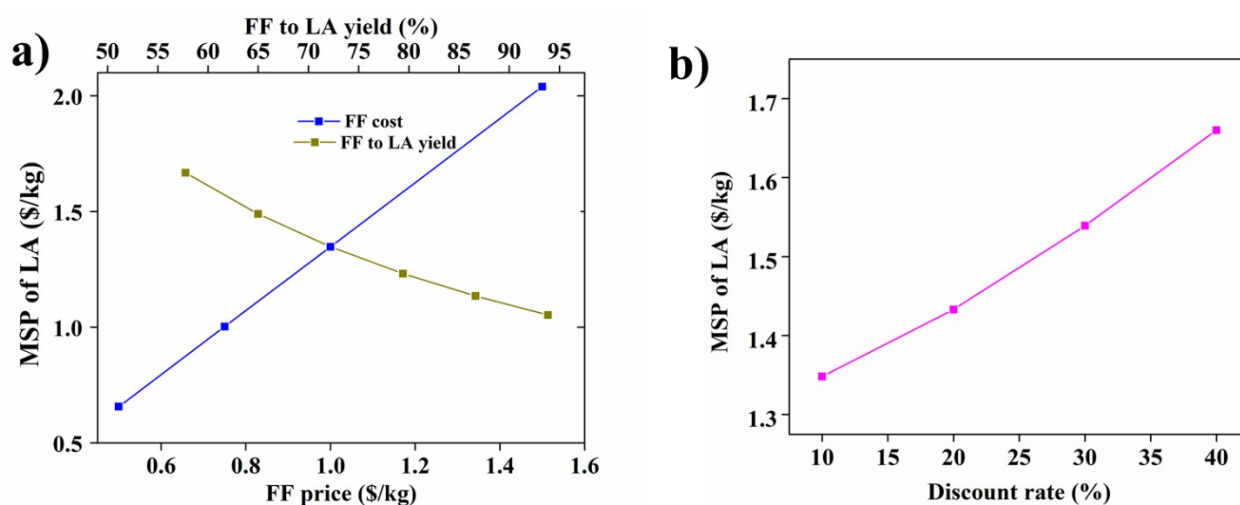 a)
FF to LA yield (%)
50 55 60 65 70 75 80 85 90 95
FF cost
FF to LA yield
MSP of LA ($/kg)
2.0
1.5
1.0
0.5
0.6 0.8 1.0 1.2 1.4 1.6
FF price ($/kg)
b)
MSP of LA ($/kg)
1.7
1.6
1.5
1.4
1.3
10 15 20 25 30 35 40
Discount rate (%)